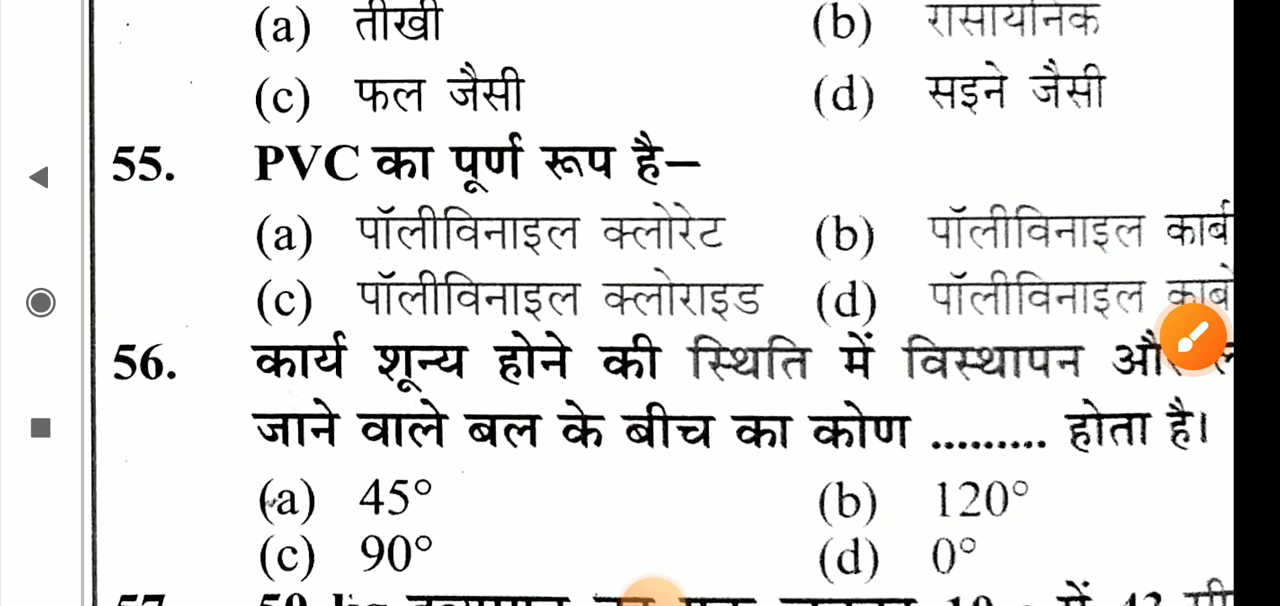 (a) तीखी (b) रासायनिक
(c) फल जैसी (d) सड़ने जैसी
55. PVC का पूर्ण रूप है–
(a) पॉलीविनाइल क्लोरेट (b) पॉलीविनाइल
(c) पॉलीविनाइल क्लोराइड (d) पॉलीविनाइल
56. कार्य शून्य होने की स्थिति में विस्थापन
जाने वाले बल के बीच का कोण ......... होता है।
(a) 45° (b) 120°
(c) 90° (d) 0°